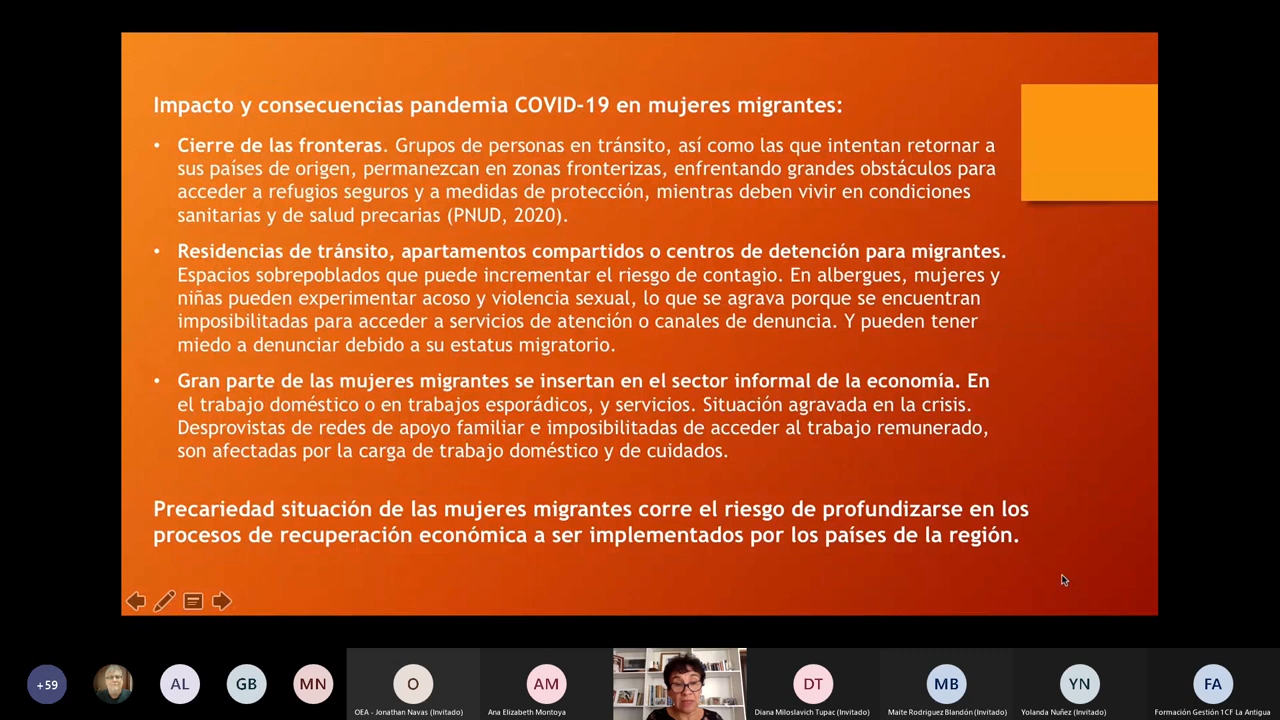 Impacto y consecuencias pandemia COVID-19 en mujeres migrantes:
• Cierre de las fronteras. Grupos de personas en tránsito, así como las que intentan retornar a
sus países de origen, permanezcan en zonas fronterizas, enfrentando grandes obstáculos para
acceder a refugios seguros y a medidas de protección, mientras deben vivir en condiciones
sanitarias y de salud precarias (PNUD, 2020).
• Residencias de tránsito, apartamentos compartidos o centros de detención para migrantes.
Espacios sobrepoblados que puede incrementar el riesgo de contagio. En albergues, mujeres y
niñas pueden experimentar acoso y violencia sexual, lo que se agrava porque se encuentran
imposibilitadas para acceder a servicios de atención o canales de denuncia. Y pueden tener
miedo a denunciar debido a su estatus migratorio.
• Gran parte de las mujeres migrantes se insertan en el sector informal de la economía. En
el trabajo doméstico o en trabajos esporádicos, y servicios. Situación agravada en la crisis.
Desprovistas de redes de apoyo familiar e imposibilitadas de acceder al trabajo remunerado,
son afectadas por la carga de trabajo doméstico y de cuidados.
Precariedad situación de las mujeres migrantes corre el riesgo de profundizarse en los
procesos de recuperación económica a ser implementados por los países de la región.
+59
AL
GB
MN
O
AM
DT
MB
YN
FA
OEA - Jonathan Navas (Invitado)
Ana Elizabeth Montoya
Diana Miloslavich Tupac (Invitado)
Maite Rodriguez Blandón (Invitado)
Yolanda Nuñez (Invitado)
Formación Gestión 1CF La Antigua